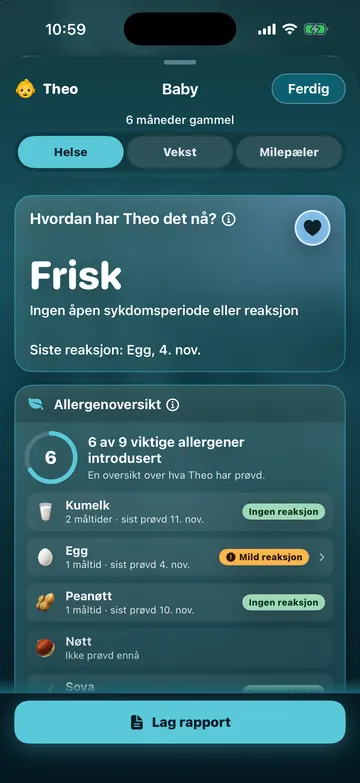 10:59
Theo
Baby
Ferdig
6 måneder gammel
Helse
Vekst
Milepæler
Hvordan har Theo det nå?
Frisk
Ingen åpen sykdomsperiode eller reaksjon
Siste reaksjon: Egg, 4. nov.
Allergenoversikt
6
6 av 9 viktige allergener
introdusert
En oversikt over hva Theo har prøvd.
Kumelk
2 måltider · sist prøvd 11. nov.
Ingen reaksjon
Egg
1 måltid · sist prøvd 4. nov.
Mild reaksjon
Peanøtt
1 måltid · sist prøvd 10. nov.
Ingen reaksjon
Nøtt
Ikke prøvd ennå
Soya
Lag rapport